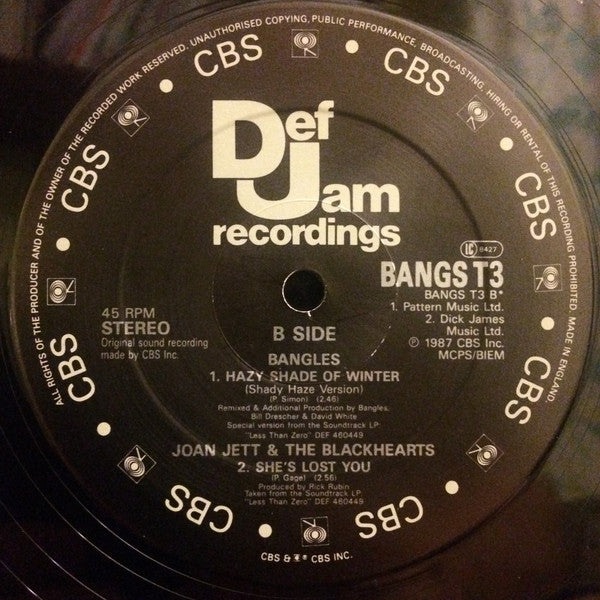 ALL RIGHTS OF THE PRODUCER AND OF THE OWNER OF THE RECORDED WORK RESERVED. UNAUTHORISED COPYING, PUBLIC PERFORMANCE, BROADCASTING, HIRING OR RENTAL OF THIS RECORDING PROHIBITED. MADE IN ENGLAND.
CBS
CBS
CBS
CBS
CBS
CBS
CBS
CBS
CBS
Def
Jam
recordings
LC 8427
BANGS T3
BANGS T3 B*
1. Pattern Music Ltd.
2. Dick James
Music Ltd.
℗ 1987 CBS Inc.
MCPS/BIEM
45 RPM
STEREO
Original sound recording
made by CBS Inc.
B SIDE
BANGLES
1. HAZY SHADE OF WINTER
(Shady Haze Version)
(P. Simon) (2.46)
Remixed & Additional Production by Bangles,
Bill Drescher & David White
Special version from the Soundtrack LP:
"Less Than Zero" DEF 460449
JOAN JETT & THE BLACKHEARTS
2. SHE'S LOST YOU
(P. Gage) (2.56)
Produced by Rick Rubin
Taken from the Soundtrack LP:
"Less Than Zero" DEF 460449
CBS & ® CBS INC.